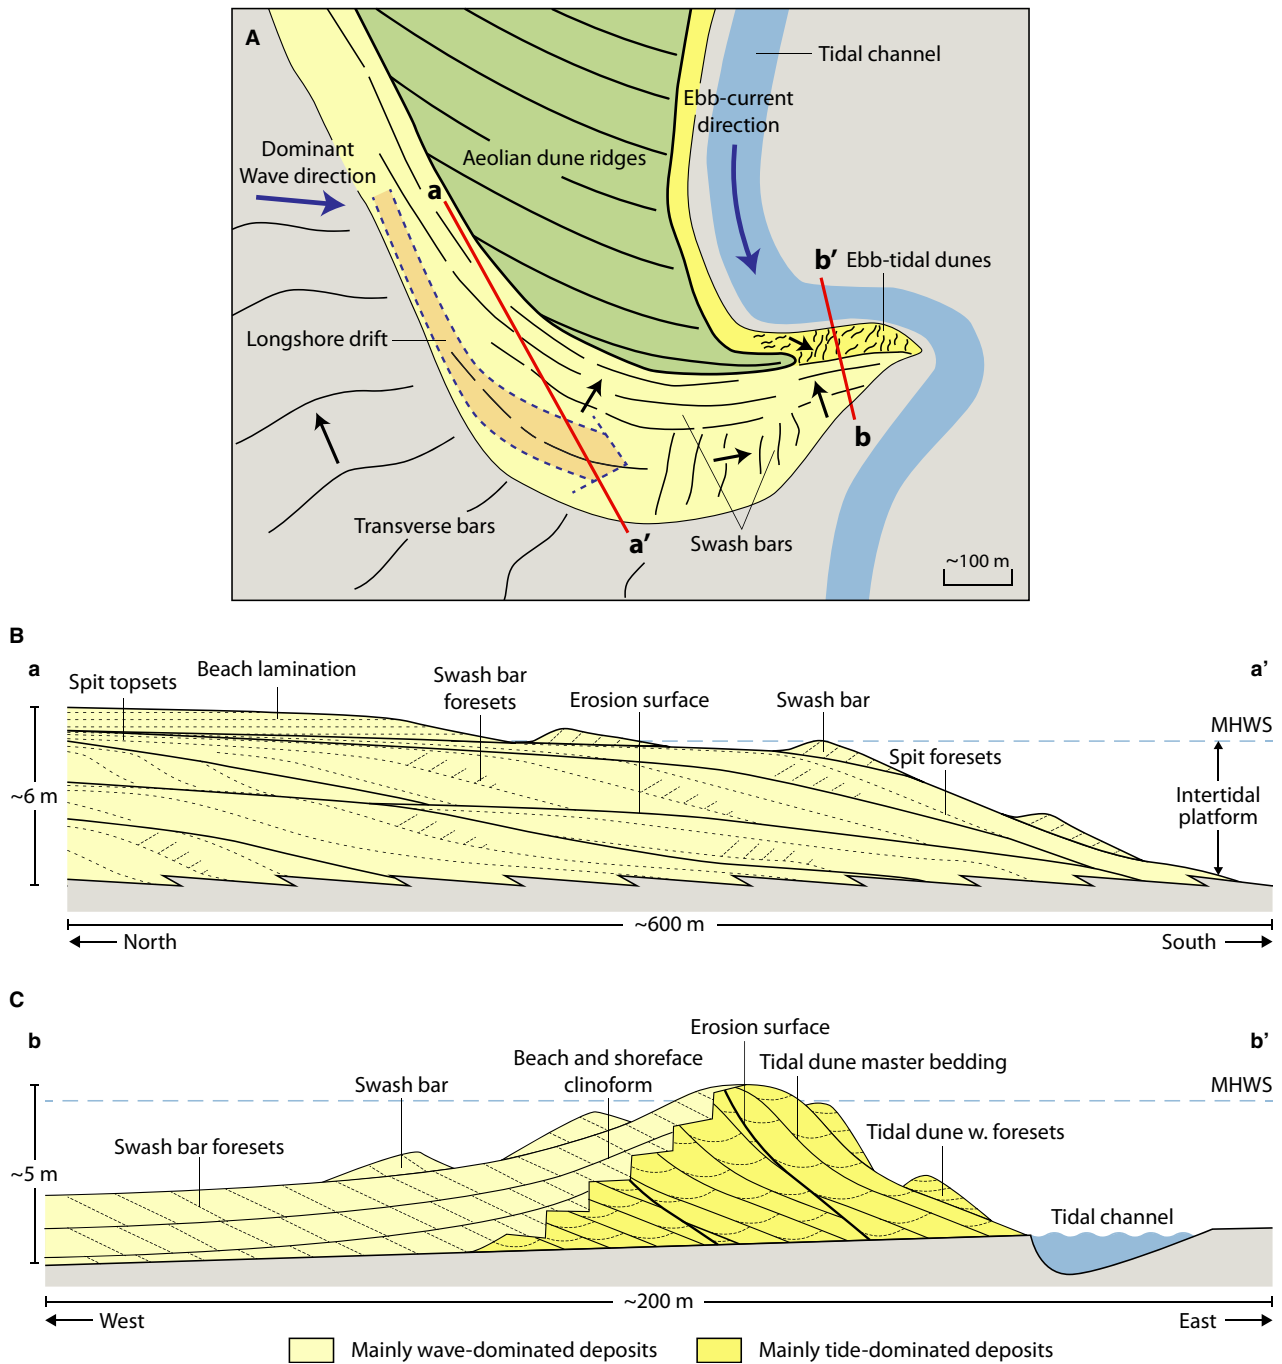 A
Tidal channel
Ebb-current
direction
Dominant
Wave direction
Aeolian dune ridges
a
b’
Ebb-tidal dunes
Longshore drift
b
Transverse bars
a’
Swash bars
~100 m
B
a
a’
Spit topsets
Beach lamination
Swash bar
foresets
Erosion surface
Swash bar
MHWS
Spit foresets
~6 m
Intertidal
platform
~600 m
North
South
C
b
b’
Erosion surface
Beach and shoreface
clinoform
Tidal dune master bedding
Swash bar
MHWS
Swash bar foresets
Tidal dune w. foresets
~5 m
Tidal channel
~200 m
West
East
Mainly wave-dominated deposits
Mainly tide-dominated deposits